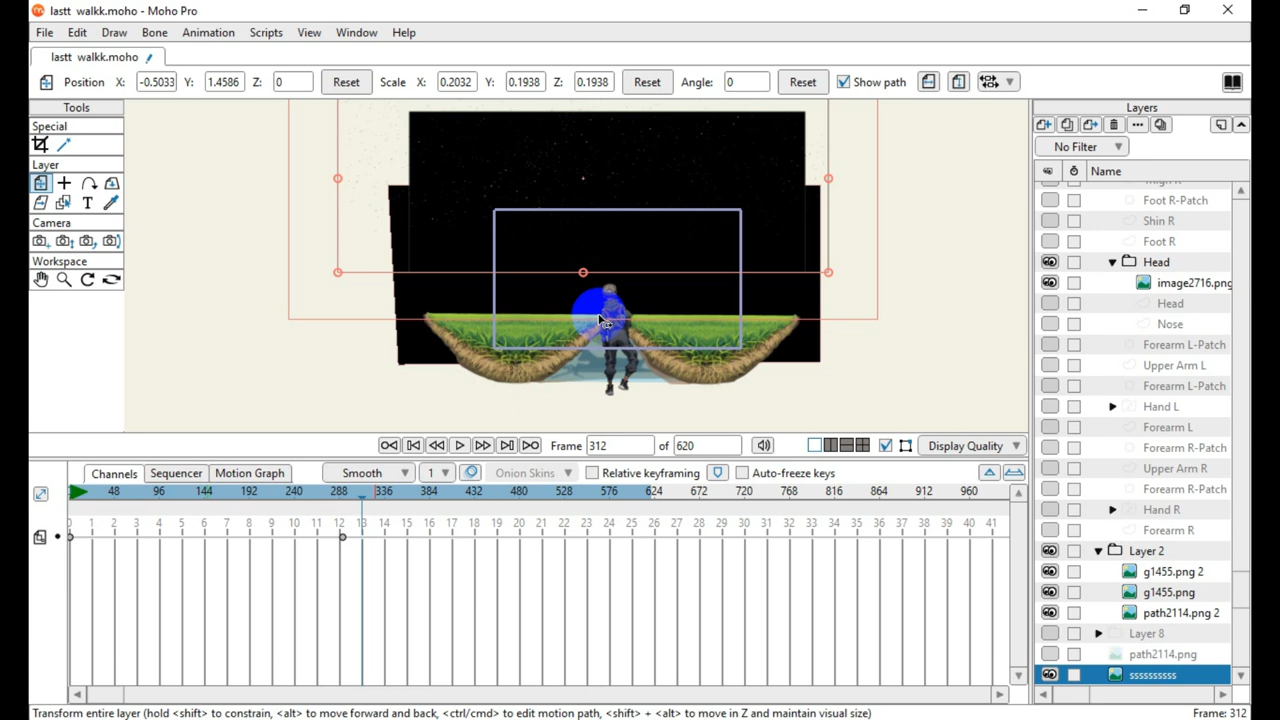 lastt  walkk.moho - Moho Pro
File Edit Draw Bone Animation Scripts View Window Help
lastt  walkk.moho
Position X: -0.5033 Y: 1.4586 Z: 0 Reset Scale X: 0.2032 Y: 0.1938 Z: 0.1938 Reset Angle: 0 Reset Show path
Tools
Special
Layer
T
Camera
Workspace
Layers
No Filter
Name
Foot R-Patch
Shin R
Foot R
Head
image2716.png
Head
Nose
Forearm L-Patch
Upper Arm L
Forearm L-Patch
Hand L
Forearm L
Forearm R-Patch
Upper Arm R
Forearm R-Patch
Hand R
Forearm R
Layer 2
g1455.png 2
g1455.png
path2114.png 2
Layer 8
path2114.png
ssssssssss
Frame 312 of 620 Display Quality
Channels Sequencer Motion Graph Smooth 1 Onion Skins Relative keyframing Auto-freeze keys
48 96 144 192 240 288 336 384 432 480 528 576 624 672 720 768 816 864 912 960
0 1 2 3 4 5 6 7 8 9 10 11 12 13 14 15 16 17 18 19 20 21 22 23 24 25 26 27 28 29 30 31 32 33 34 35 36 37 38 39 40 41
Transform entire layer (hold <shift> to constrain, <alt> to move forward and back, <ctrl/cmd> to edit motion path, <shift> + <alt> to move in Z and maintain visual size) Frame: 312